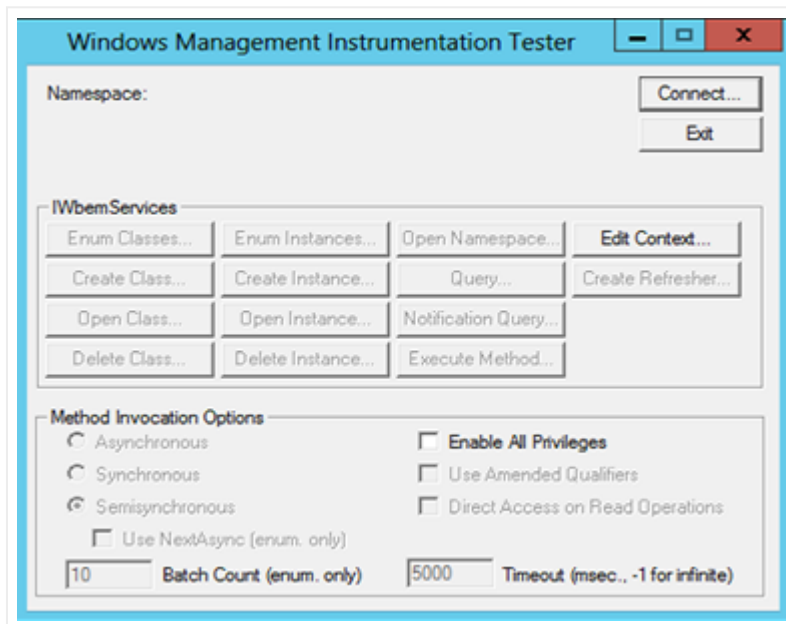 Windows Management Instrumentation Tester
Namespace:
Connect...
Exit
IWbemServices
Enum Classes... Enum Instances... Open Namespace... Edit Context...
Create Class... Create Instance... Query... Create Refresher...
Open Class... Open Instance... Notification Query...
Delete Class... Delete Instance... Execute Method...
Method Invocation Options
Asynchronous Enable All Privileges
Synchronous Use Amended Qualifiers
Semisynchronous Direct Access on Read Operations
Use NextAsync (enum. only)
10 Batch Count (enum. only) 5000 Timeout (msec., -1 for infinite)